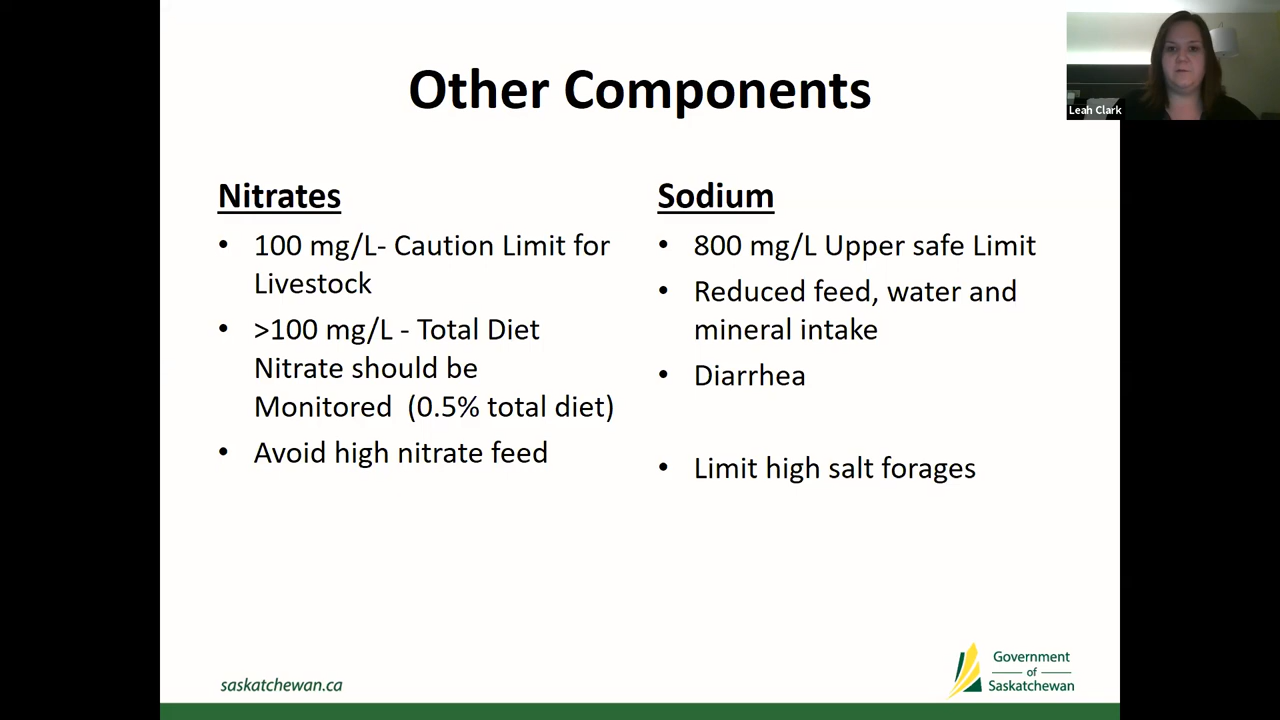 Other Components
Leah Clark
Nitrates
• 100 mg/L- Caution Limit for
Livestock
• >100 mg/L - Total Diet
Nitrate should be
Monitored (0.5% total diet)
• Avoid high nitrate feed
Sodium
• 800 mg/L Upper safe Limit
• Reduced feed, water and
mineral intake
• Diarrhea
• Limit high salt forages
saskatchewan.ca
Government
of
Saskatchewan